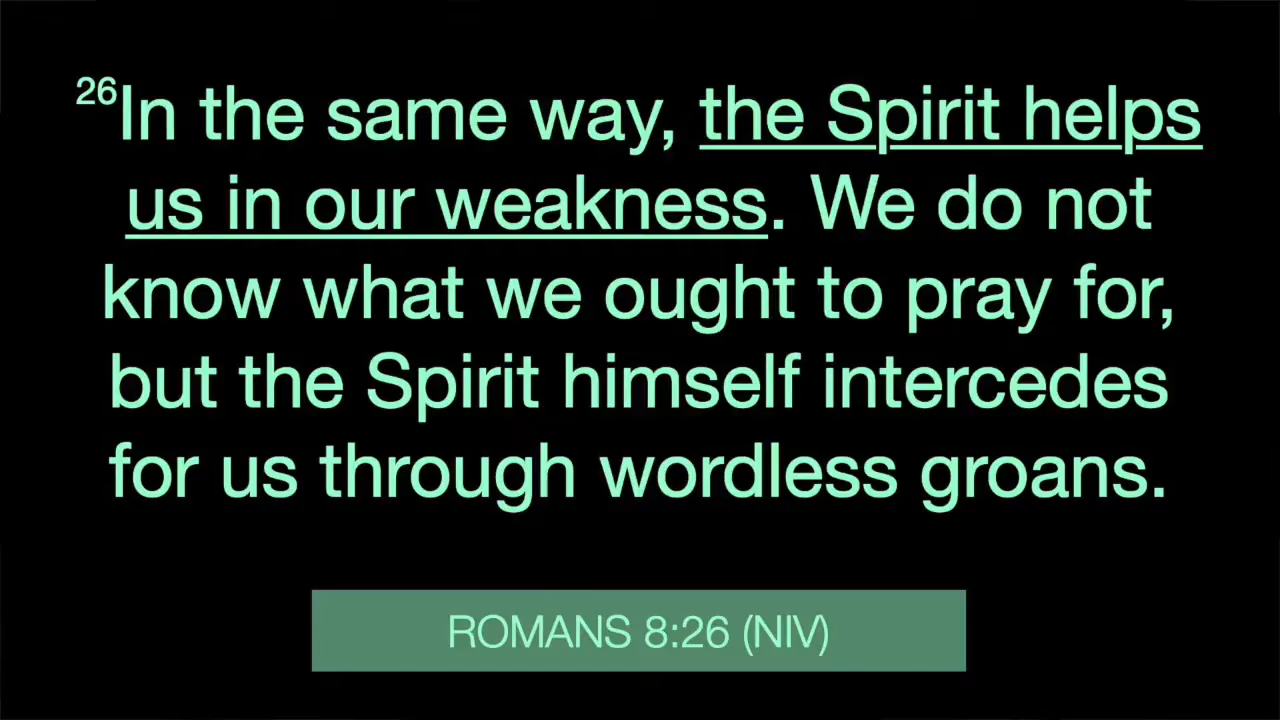 26In the same way, the Spirit helps
us in our weakness. We do not
know what we ought to pray for,
but the Spirit himself intercedes
for us through wordless groans.
ROMANS 8:26 (NIV)